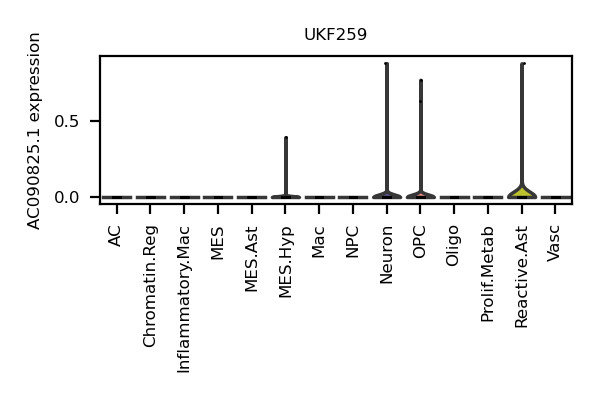 UKF259
AC090825.1 expression
0.5
0.0
AC
Chromatin.Reg
Inflammatory.Mac
MES
MES.Ast
MES.Hyp
Mac
NPC
Neuron
OPC
Oligo
Prolif.Metab
Reactive.Ast
Vasc